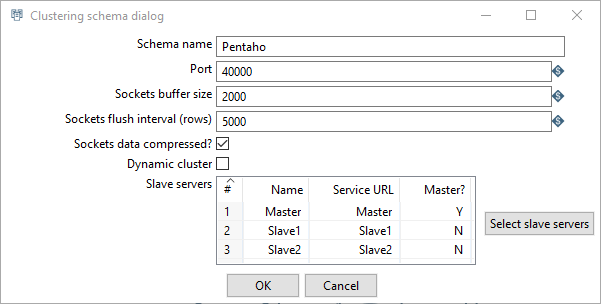 Clustering schema dialog
Schema name Pentaho
Port 40000
Sockets buffer size 2000
Sockets flush interval (rows) 5000
Sockets data compressed?
Dynamic cluster
Slave servers
# Name Service URL Master?
1 Master Master Y
2 Slave1 Slave1 N
3 Slave2 Slave2 N
Select slave servers
OK Cancel